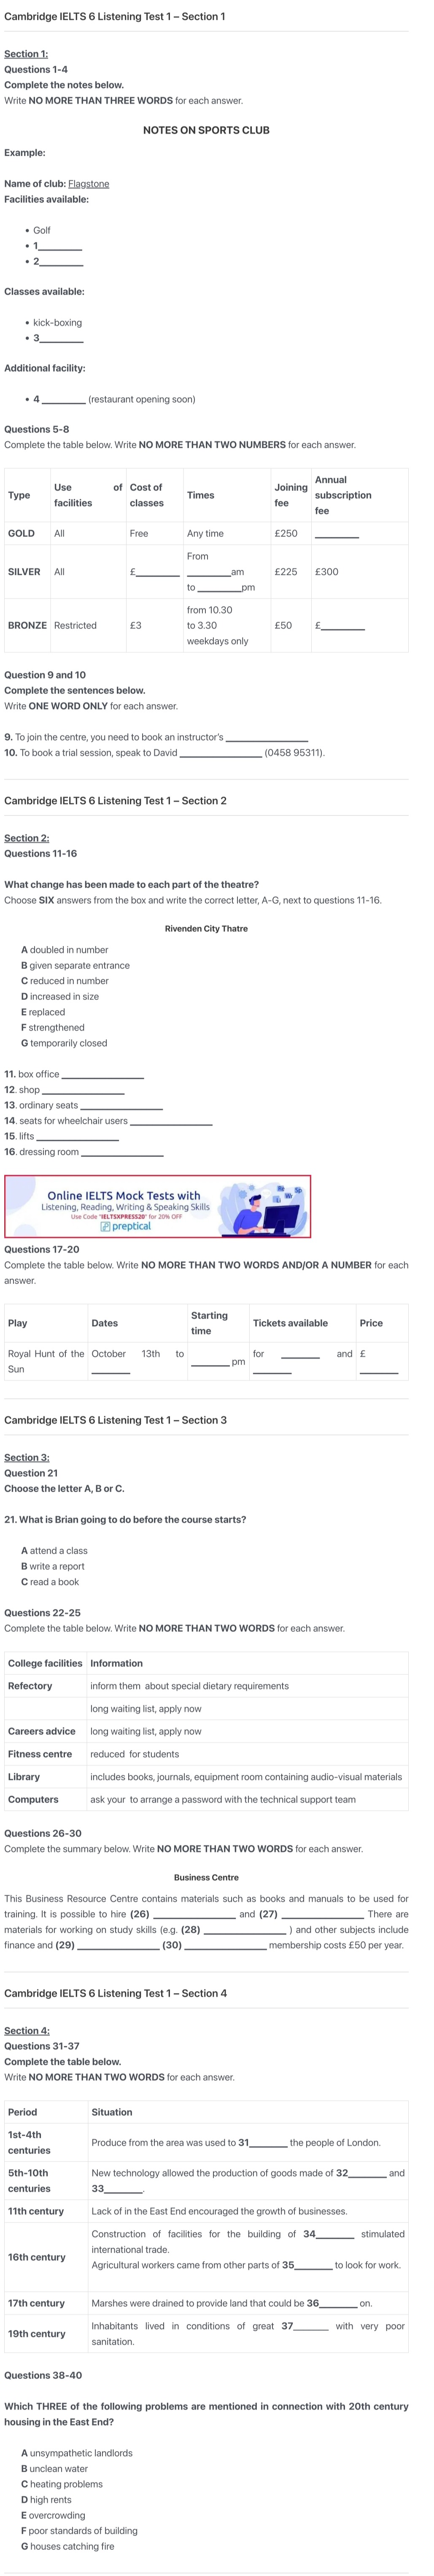 Cambridge IELTS 6 Listening Test 1 – Section 1
Section 1:
Questions 1-4
Complete the notes below.
Write NO MORE THAN THREE WORDS for each answer.
NOTES ON SPORTS CLUB
Example:
Name of club: Flagstone
Facilities available:
• Golf
• 1_________
• 2_________
Classes available:
• kick-boxing
• 3_________
Additional facility:
• 4 _________ (restaurant opening soon)
Questions 5-8
Complete the table below. Write NO MORE THAN TWO NUMBERS for each answer.
Type Use of facilities Cost of classes Times Joining fee Annual subscription fee
GOLD All Free Any time £250 _________
SILVER All £_________ From _________am to _________pm £225 £300
BRONZE Restricted £3 from 10.30 to 3.30 weekdays only £50 £_________
Question 9 and 10
Complete the sentences below.
Write ONE WORD ONLY for each answer.
9. To join the centre, you need to book an instructor's _________________
10. To book a trial session, speak to David _________________ (0458 95311).
Cambridge IELTS 6 Listening Test 1 – Section 2
Section 2:
Questions 11-16
What change has been made to each part of the theatre?
Choose SIX answers from the box and write the correct letter, A-G, next to questions 11-16.
Rivenden City Thatre
A doubled in number
B given separate entrance
C reduced in number
D increased in size
E replaced
F strengthened
G temporarily closed
11. box office _________________
12. shop _________________
13. ordinary seats _________________
14. seats for wheelchair users _________________
15. lifts _________________
16. dressing room _________________
Online IELTS Mock Tests with
Listening, Reading, Writing & Speaking Skills
Use Code "IELTSXPRESS20" for 20% OFF
preptical
Questions 17-20
Complete the table below. Write NO MORE THAN TWO WORDS AND/OR A NUMBER for each
answer.
Play Dates Starting time Tickets available Price
Royal Hunt of the Sun October 13th to ________ ________ pm for ________ and ________ £ ________
Cambridge IELTS 6 Listening Test 1 – Section 3
Section 3:
Question 21
Choose the letter A, B or C.
21. What is Brian going to do before the course starts?
A attend a class
B write a report
C read a book
Questions 22-25
Complete the table below. Write NO MORE THAN TWO WORDS for each answer.
College facilities Information
Refectory inform them about special dietary requirements
long waiting list, apply now
Careers advice long waiting list, apply now
Fitness centre reduced for students
Library includes books, journals, equipment room containing audio-visual materials
Computers ask your to arrange a password with the technical support team
Questions 26-30
Complete the summary below. Write NO MORE THAN TWO WORDS for each answer.
Business Centre
This Business Resource Centre contains materials such as books and manuals to be used for
training. It is possible to hire (26) _________________ and (27) _________________ There are
materials for working on study skills (e.g. (28) _________________ ) and other subjects include
finance and (29) _________________ (30) _________________ membership costs £50 per year.
Cambridge IELTS 6 Listening Test 1 – Section 4
Section 4:
Questions 31-37
Complete the table below.
Write NO MORE THAN TWO WORDS for each answer.
Period Situation
1st-4th centuries Produce from the area was used to 31________ the people of London.
5th-10th centuries New technology allowed the production of goods made of 32________ and 33________.
11th century Lack of in the East End encouraged the growth of businesses.
16th century Construction of facilities for the building of 34________ stimulated international trade.
Agricultural workers came from other parts of 35________ to look for work.
17th century Marshes were drained to provide land that could be 36________ on.
19th century Inhabitants lived in conditions of great 37_______ with very poor sanitation.
Questions 38-40
Which THREE of the following problems are mentioned in connection with 20th century
housing in the East End?
A unsympathetic landlords
B unclean water
C heating problems
D high rents
E overcrowding
F poor standards of building
G houses catching fire